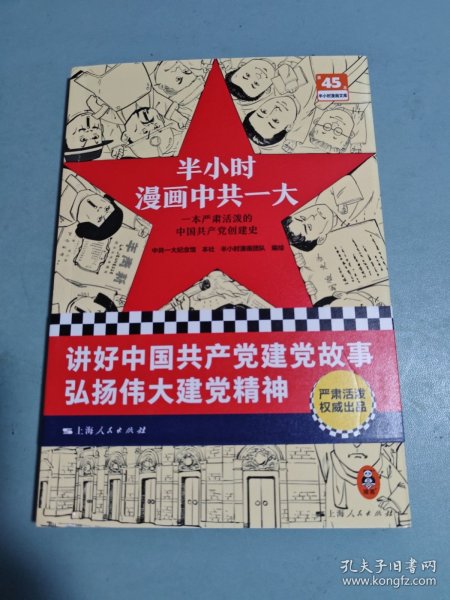 45
半小时漫画文库
半小时
漫画中共一大
一本严肃活泼的
中国共产党创建史
中共一大纪念馆 本社 半小时漫画团队 编绘
新青年
讲好中国共产党建党故事
弘扬伟大建党精神
严肃活泼
权威出品
上海人民出版社
读客
上海人民出版社
孔夫子旧书网
www.kongfz.com